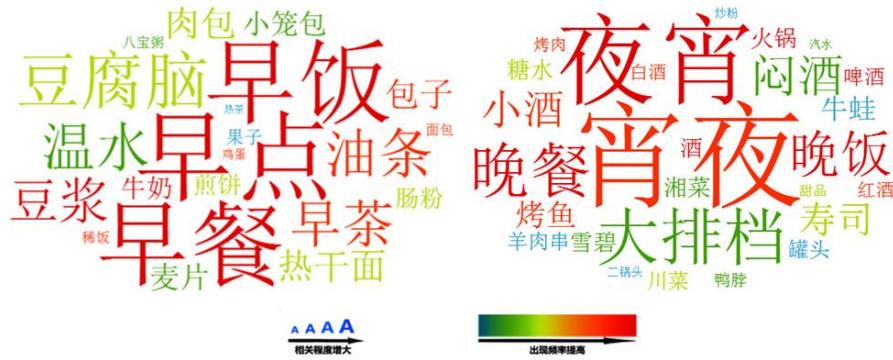 八宝粥
肉包
小笼包
豆腐脑
早饭
热茶
包子
温水
早点
果子
鸡蛋
油条
面包
豆浆
牛奶
煎饼
肠粉
稀饭
早餐
早茶
麦片
热干面
炒粉
烤肉
夜宵
火锅
汽水
糖水
白酒
闷酒
啤酒
小酒
牛蛙
晚餐
宵夜
酒
晚饭
湘菜
甜品
红酒
烤鱼
寿司
羊肉串
雪碧
大排档
罐头
二锅头
川菜
鸭脖
A A A A
相关程度增大
出现频率提高